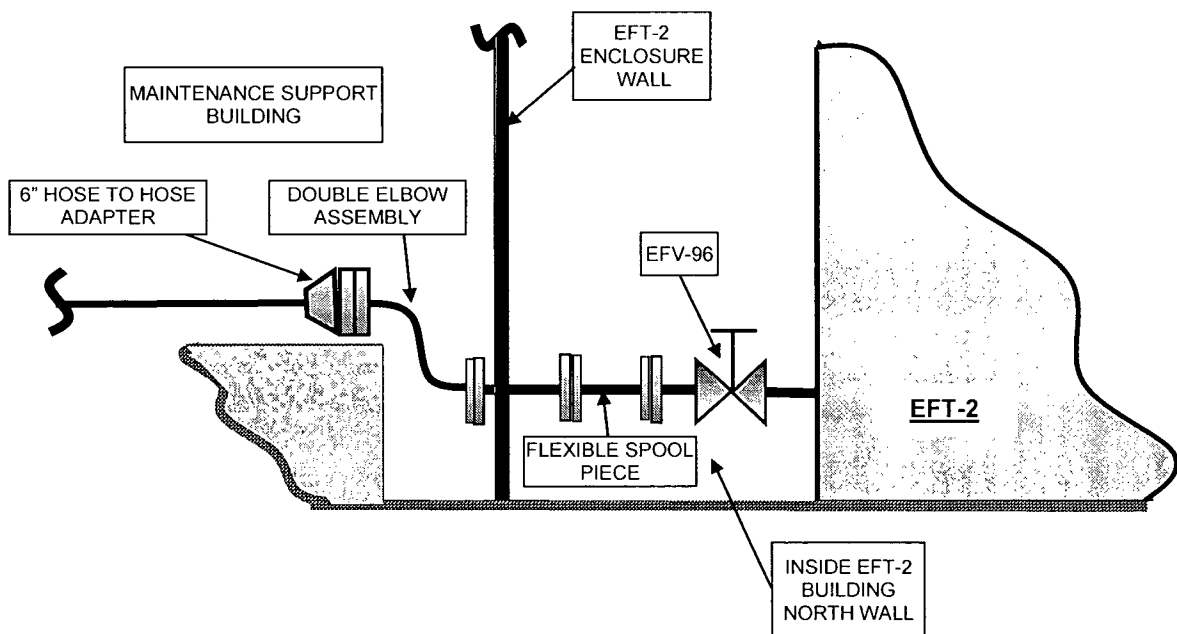 EFT-2
ENCLOSURE
WALL
MAINTENANCE SUPPORT
BUILDING
6" HOSE TO HOSE
ADAPTER
DOUBLE ELBOW
ASSEMBLY
EFV-96
EFT-2
FLEXIBLE SPOOL
PIECE
INSIDE EFT-2
BUILDING
NORTH WALL